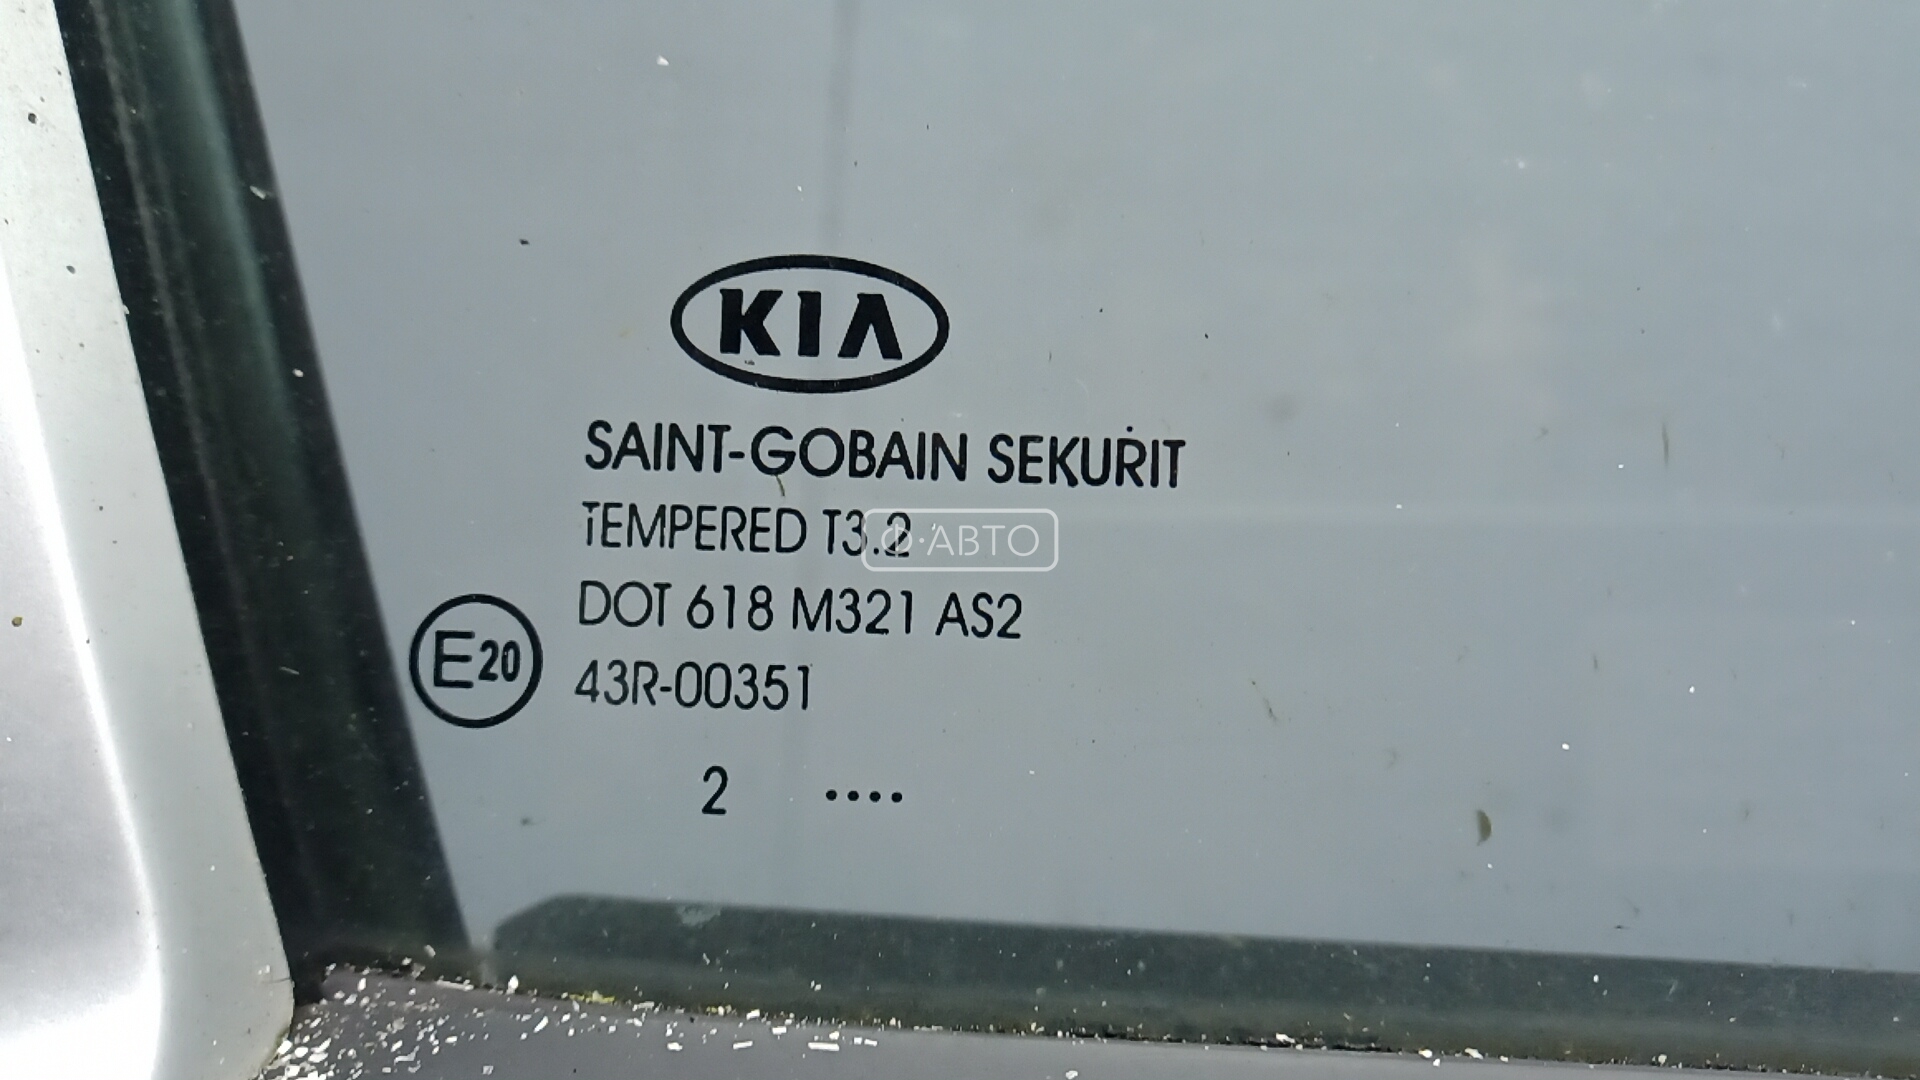 KIA
SAINT-GOBAIN SEKURIT
TEMPERED T3.2
Ф·АВТО
DOT 618 M321 AS2
E20
43R-00351
2 ....